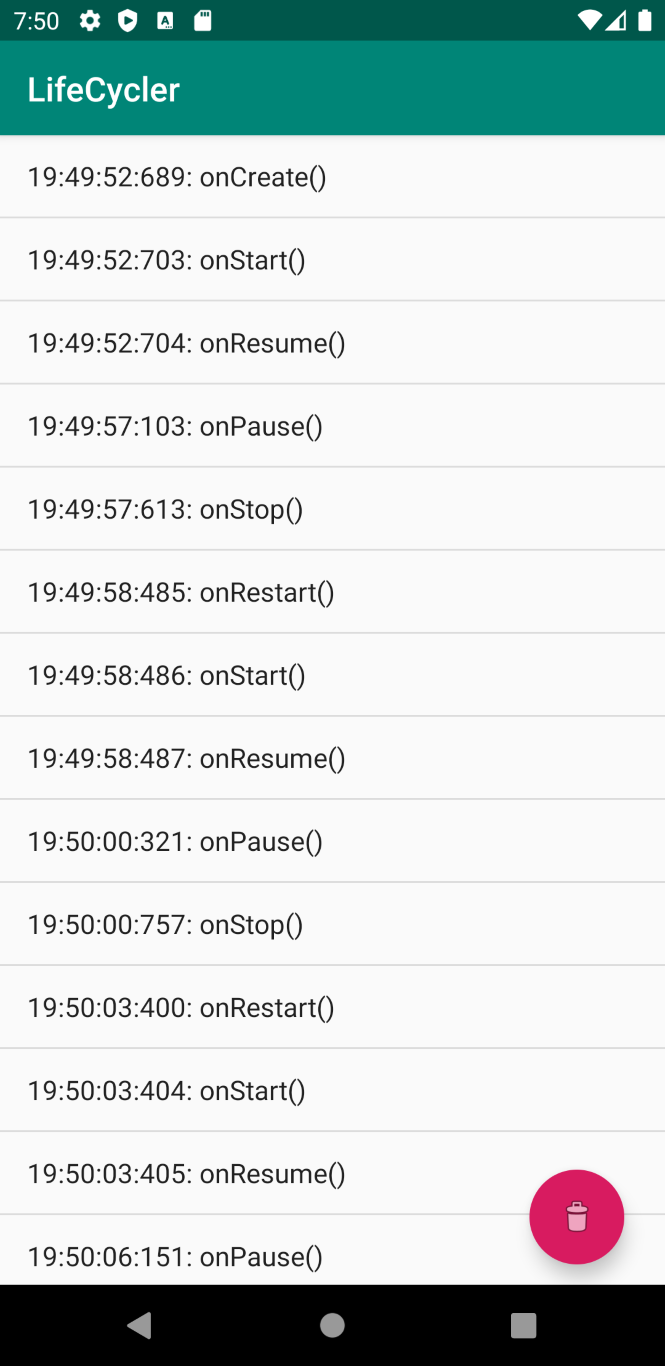 7:50
LifeCycler
19:49:52:689: onCreate()
19:49:52:703: onStart()
19:49:52:704: onResume()
19:49:57:103: onPause()
19:49:57:613: onStop()
19:49:58:485: onRestart()
19:49:58:486: onStart()
19:49:58:487: onResume()
19:50:00:321: onPause()
19:50:00:757: onStop()
19:50:03:400: onRestart()
19:50:03:404: onStart()
19:50:03:405: onResume()
19:50:06:151: onPause()